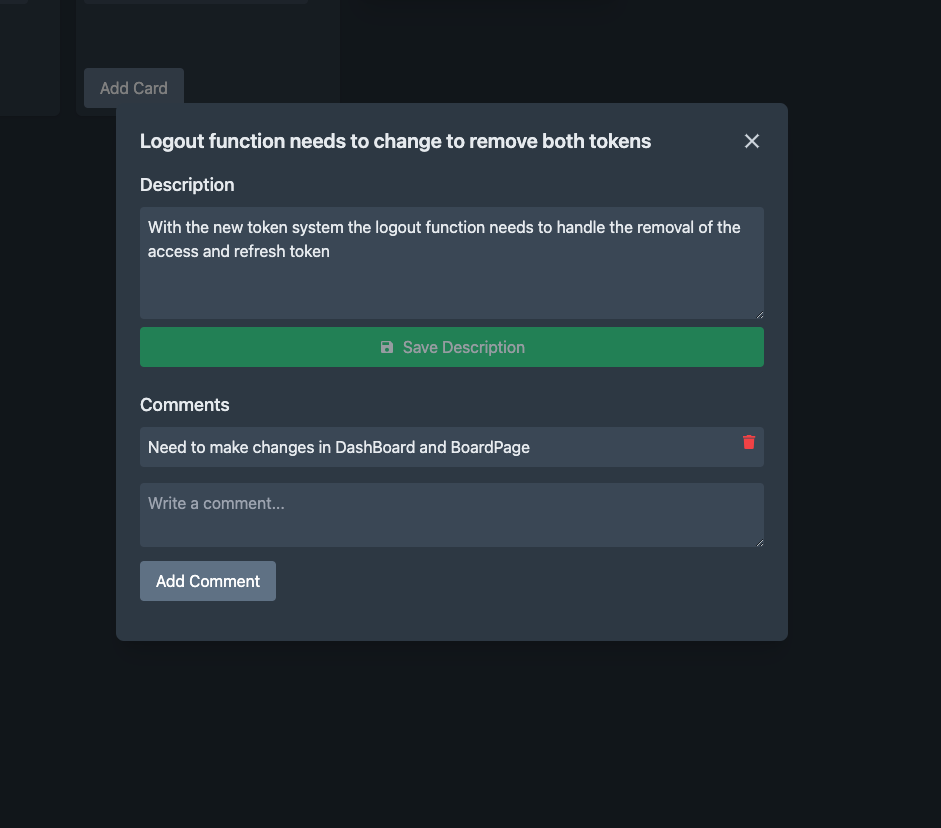 Add Card
Logout function needs to change to remove both tokens
Description
With the new token system the logout function needs to handle the removal of the
access and refresh token
Save Description
Comments
Need to make changes in DashBoard and BoardPage
Write a comment...
Add Comment